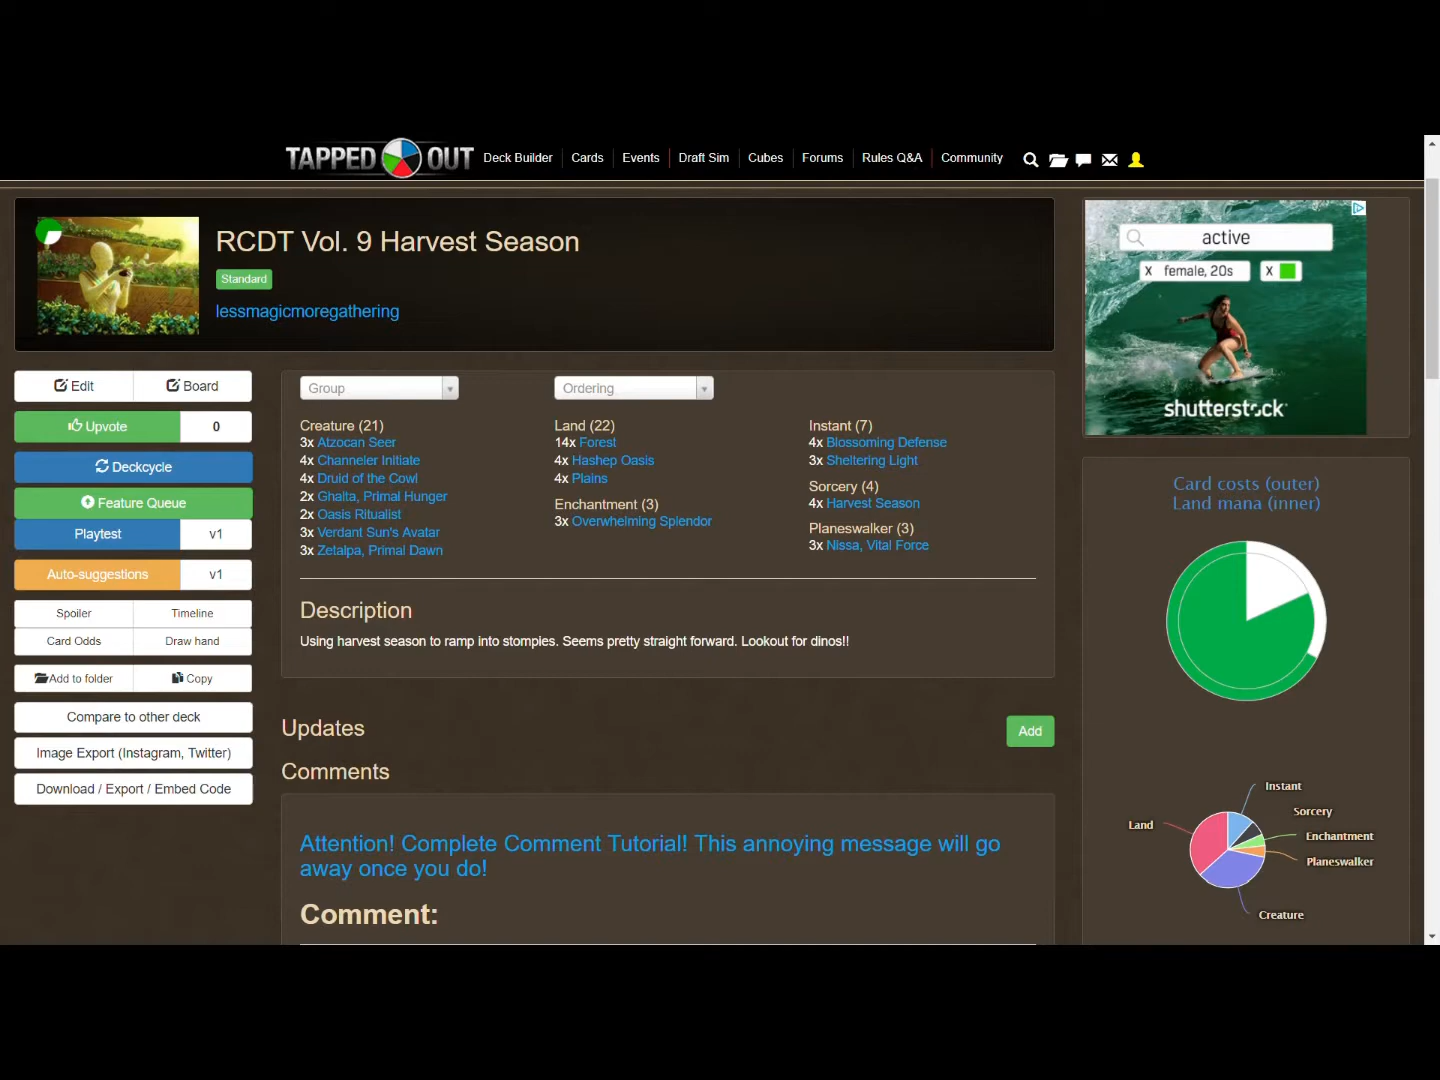 TAPPED OUT
Deck Builder Cards Events Draft Sim Cubes Forums Rules Q&A Community
RCDT Vol. 9 Harvest Season
Standard
lessmagicmoregathering
Edit Board
Upvote 0
Deckcycle
Feature Queue
Playtest v1
Auto-suggestions v1
Spoiler Timeline
Card Odds Draw hand
Add to folder Copy
Compare to other deck
Image Export (Instagram, Twitter)
Download / Export / Embed Code
Group
Ordering
Creature (21)
3x Atzocan Seer
4x Channeler Initiate
4x Druid of the Cowl
2x Ghalta, Primal Hunger
2x Oasis Ritualist
3x Verdant Sun's Avatar
3x Zetalpa, Primal Dawn
Land (22)
14x Forest
4x Hashep Oasis
4x Plains
Enchantment (3)
3x Overwhelming Splendor
Instant (7)
4x Blossoming Defense
3x Sheltering Light
Sorcery (4)
4x Harvest Season
Planeswalker (3)
3x Nissa, Vital Force
Description
Using harvest season to ramp into stompies. Seems pretty straight forward. Lookout for dinos!!
Updates
Add
Comments
Attention! Complete Comment Tutorial! This annoying message will go
away once you do!
Comment:
active
X female, 20s X
shutterstock
Card costs (outer)
Land mana (inner)
Instant
Sorcery
Land
Enchantment
Planeswalker
Creature